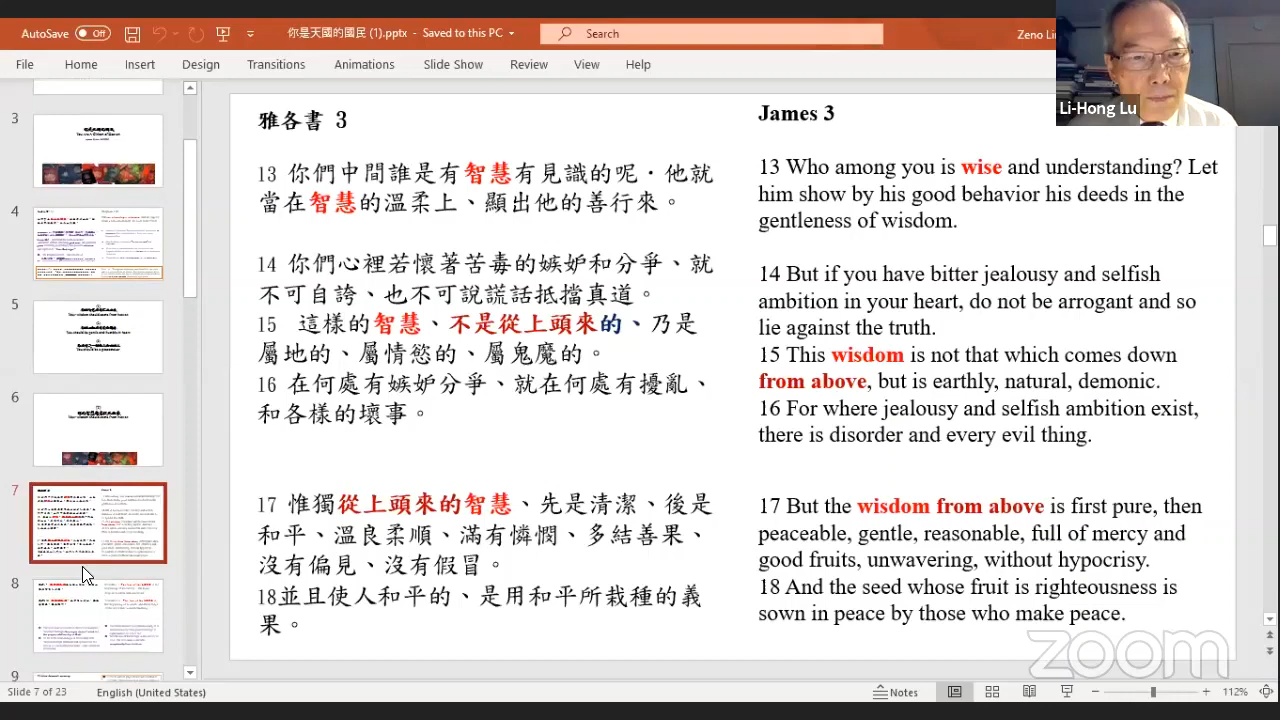 AutoSave Off 你是天國的國民 (1).pptx - Saved to this PC Search Zeno Li
File Home Insert Design Transitions Animations Slide Show Review View Help
Li-Hong Lu
3
4
5
6
7
8
9
雅各書 3
13 你們中間誰是有智慧有見識的呢．他就
當在智慧的溫柔上、顯出他的善行來。
14 你們心裡若懷著苦毒的嫉妒和分爭、就
不可自誇、也不可說謊話抵擋真道。
15 這樣的智慧 不是從上頭來的、乃是
屬地的、屬情慾的、屬鬼魔的。
16 在何處有嫉妒分爭、就在何處有擾亂、
和各樣的壞事。
17 惟獨從上頭來的智慧、先是清潔、後是
和平、溫良柔順、滿有憐憫、多結善果、
沒有偏見、沒有假冒。
18並且使人和平的、是用和平所栽種的義
果。
James 3
13 Who among you is wise and understanding? Let
him show by his good behavior his deeds in the
gentleness of wisdom.
14 But if you have bitter jealousy and selfish
ambition in your heart, do not be arrogant and so
lie against the truth.
15 This wisdom is not that which comes down
from above, but is earthly, natural, demonic.
16 For where jealousy and selfish ambition exist,
there is disorder and every evil thing.
17 But the wisdom from above is first pure, then
peaceable, gentle, reasonable, full of mercy and
good fruits, unwavering, without hypocrisy.
18 And the seed whose fruit is righteousness is
sown in peace by those who make peace.
zoom
Slide 7 of 23 English (United States) Notes 112%